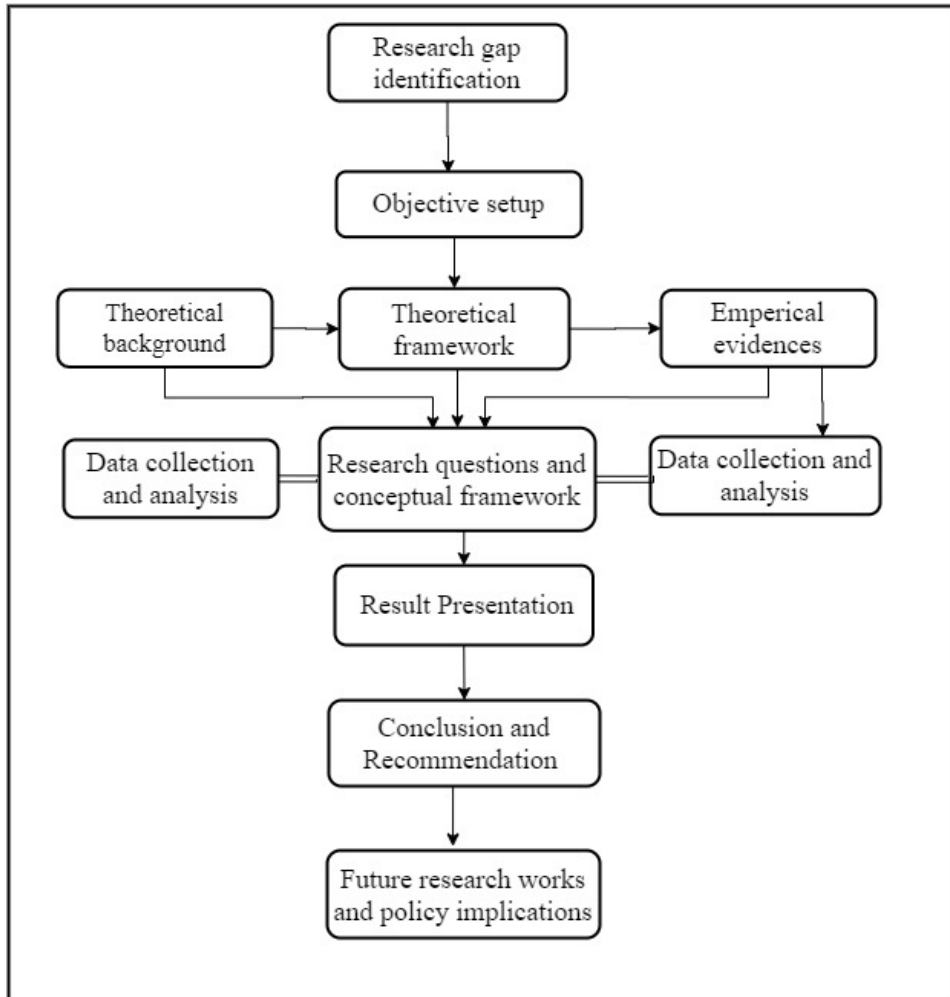 Research gap
identification
Objective setup
Theoretical
background
Theoretical
framework
Emperical
evidences
Data collection
and analysis
Research questions and
conceptual framework
Data collection and
analysis
Result Presentation
Conclusion and
Recommendation
Future research works
and policy implications